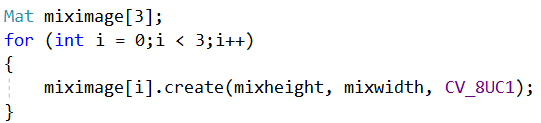 Mat miximage[3];
for (int i = 0;i < 3;i++)
{
    miximage[i].create(mixheight, mixwidth, CV_8UC1);
}